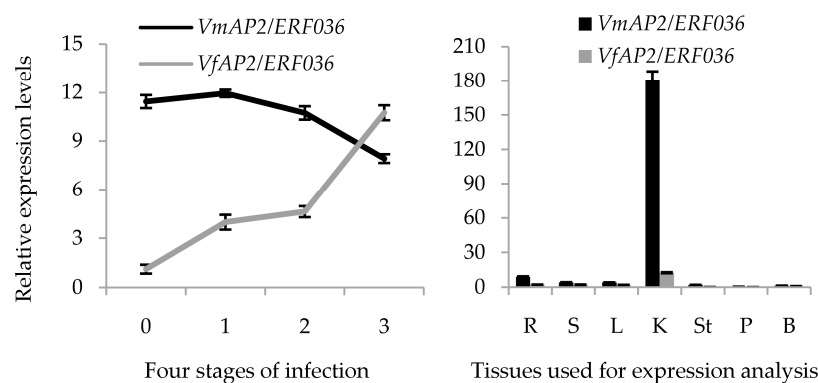 VmAP2/ERF036
VfAP2/ERF036
Relative expression levels
15
12
9
6
3
0
0 1 2 3
Four stages of infection
VmAP2/ERF036
VfAP2/ERF036
210
180
150
120
90
60
30
0
R S L K St P B
Tissues used for expression analysis